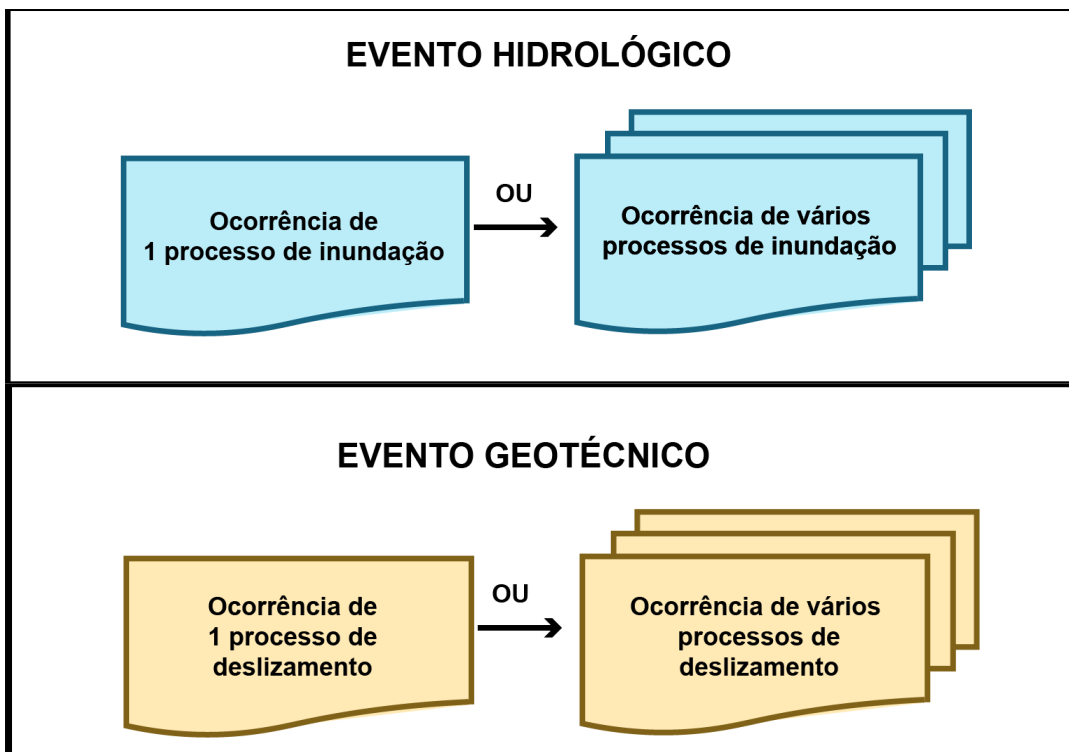 EVENTO HIDROLÓGICO
Ocorrência de
1 processo de inundação
OU
Ocorrência de vários
processos de inundação
EVENTO GEOTÉCNICO
Ocorrência de
1 processo de
deslizamento
OU
Ocorrência de vários
processos de
deslizamento